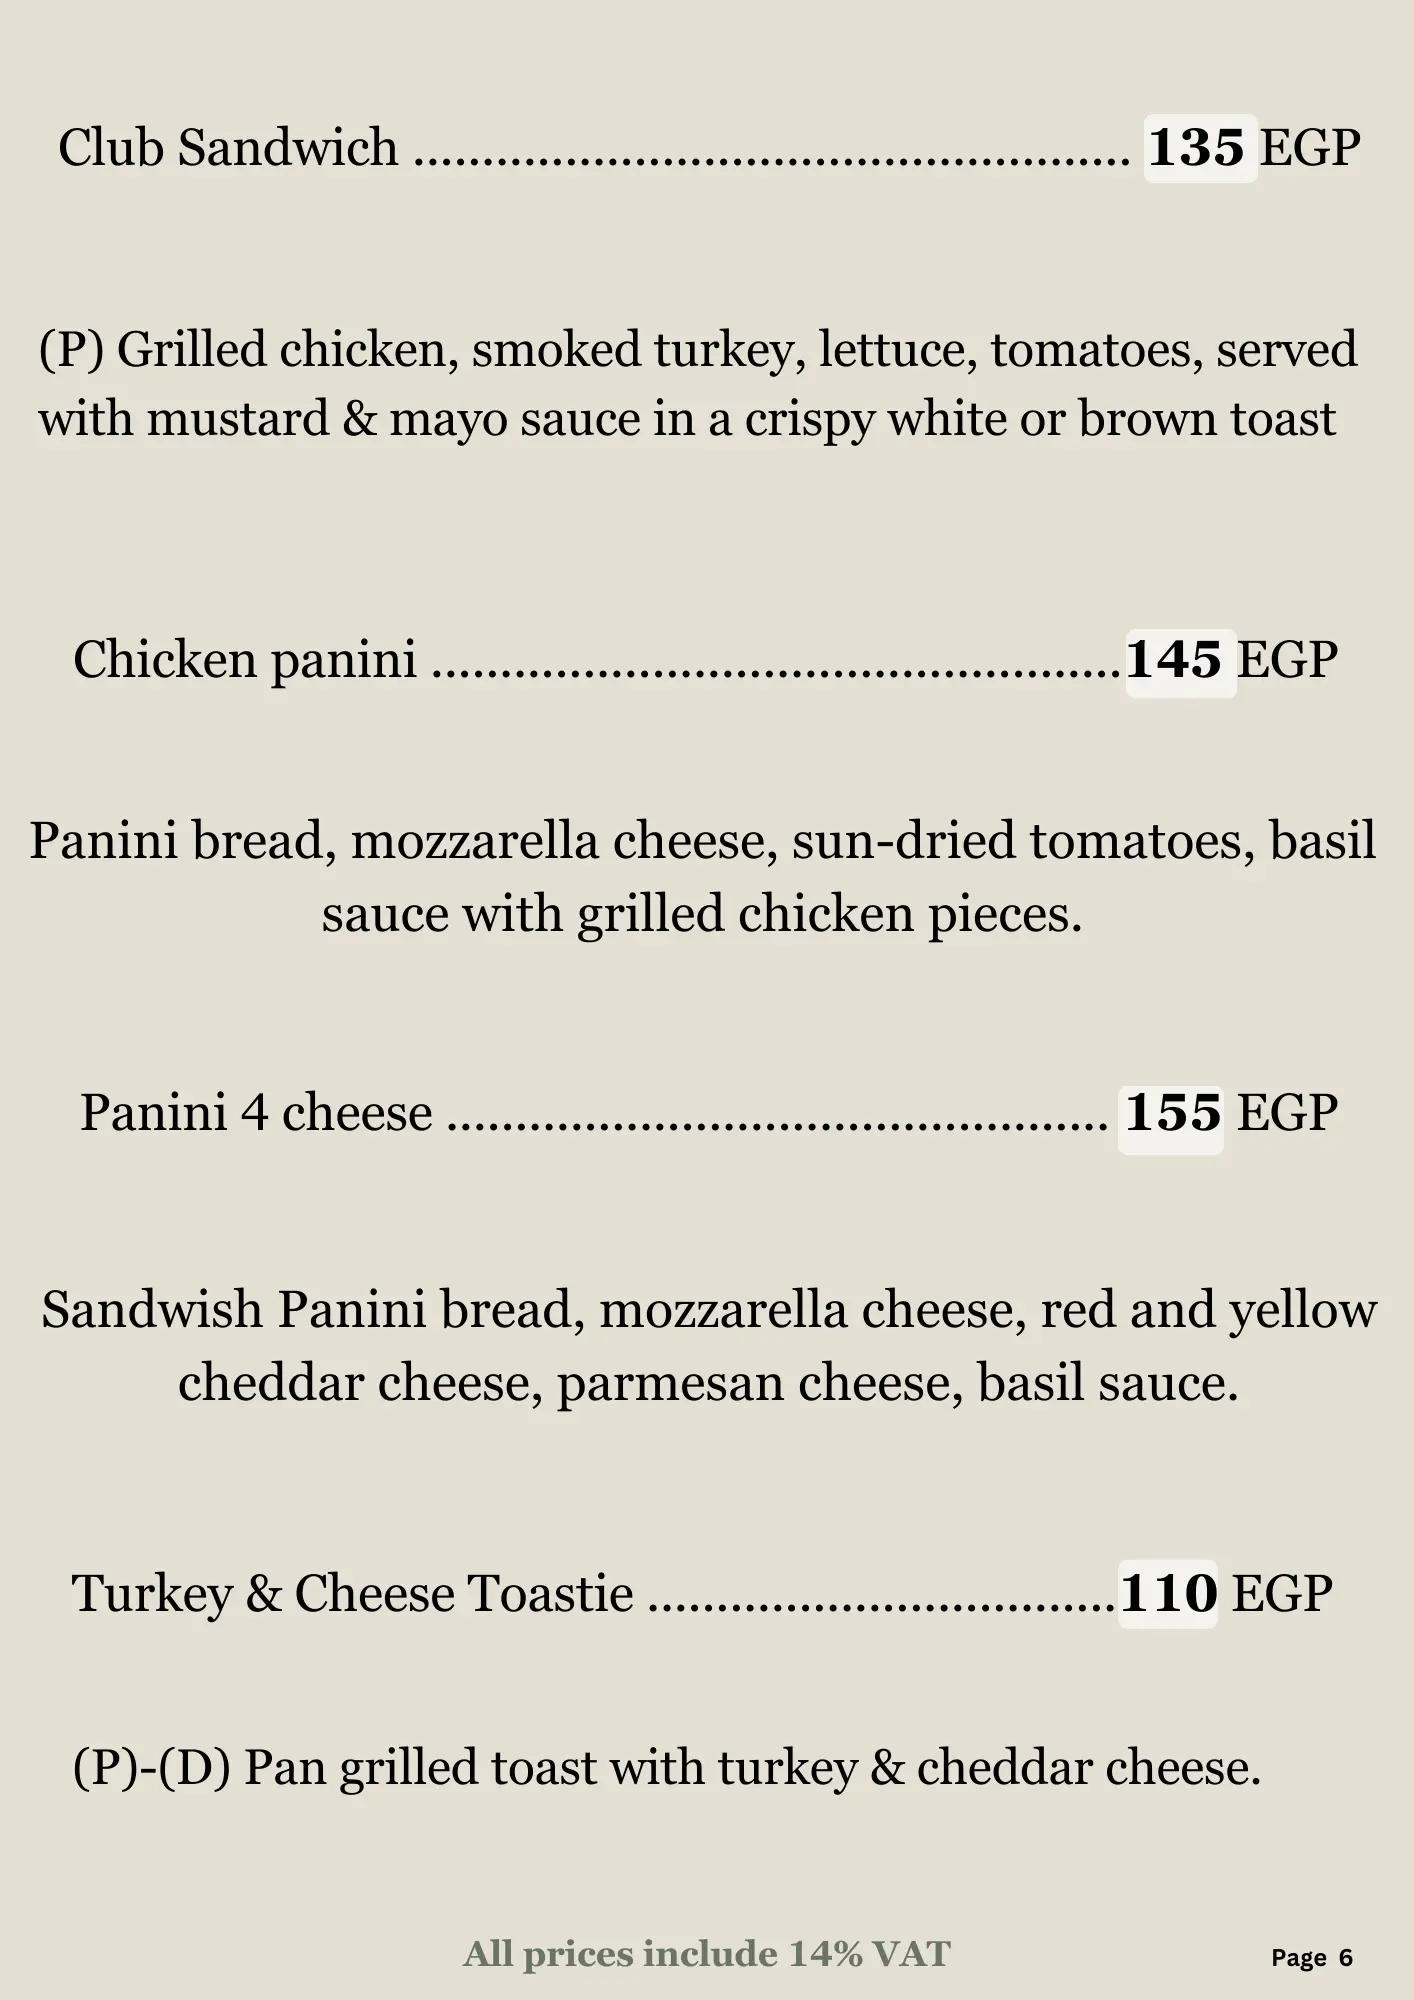 Club Sandwich .................................................... 135 EGP
(P) Grilled chicken, smoked turkey, lettuce, tomatoes, served
with mustard & mayo sauce in a crispy white or brown toast
Chicken panini ..................................................145 EGP
Panini bread, mozzarella cheese, sun-dried tomatoes, basil
sauce with grilled chicken pieces.
Panini 4 cheese ................................................ 155 EGP
Sandwish Panini bread, mozzarella cheese, red and yellow
cheddar cheese, parmesan cheese, basil sauce.
Turkey & Cheese Toastie ..................................110 EGP
(P)-(D) Pan grilled toast with turkey & cheddar cheese.
All prices include 14% VAT
Page 6